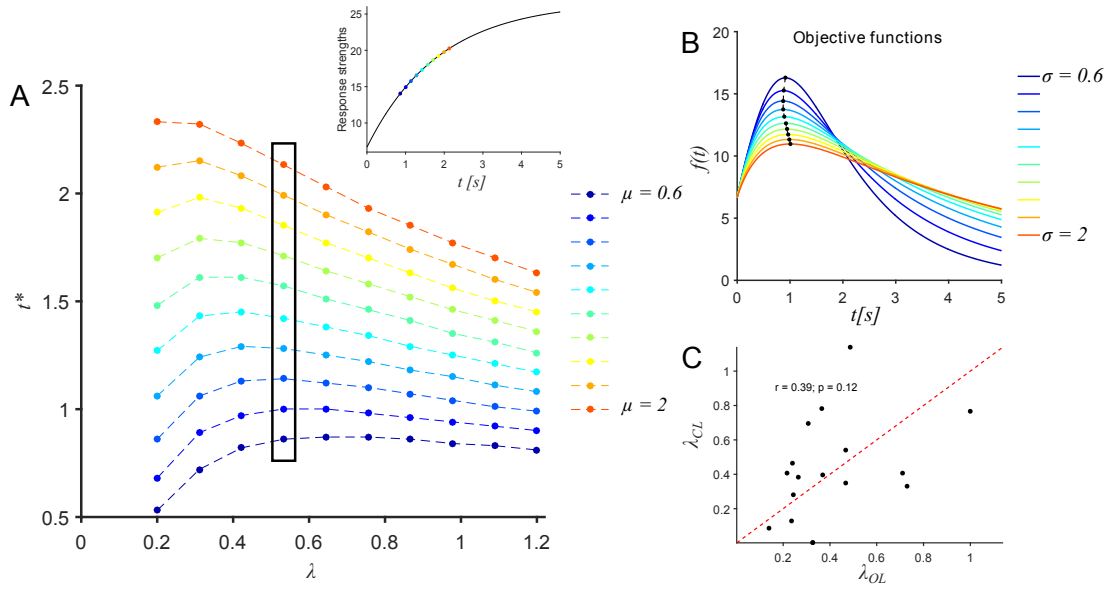 A
2.5
2
1.5
1
0.5
t*
0
0.2
0.4
0.6
0.8
1
1.2
λ
Response strengths
25
20
15
10
5
0
0
1
2
3
4
5
t [s]
μ = 0.6
μ = 2
B
Objective functions
20
15
10
5
0
f(t)
0
1
2
3
4
5
t[s]
σ = 0.6
σ = 2
C
r = 0.39; p = 0.12
1
0.8
0.6
0.4
0.2
λCL
0.2
0.4
0.6
0.8
1
λOL